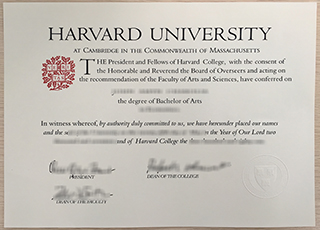 HARVARD UNIVERSITY
AT CAMBRIDGE IN THE COMMONWEALTH OF MASSACHUSETTS
THE President and Fellows of Harvard College, with the consent of
the Honorable and Reverend the Board of Overseers and acting on
the recommendation of the Faculty of Arts and Sciences, have conferred on
the degree of Bachelor of Arts
In witness whereof, by authority duly committed to us, we have hereunder placed our names
and the in the Year of Our Lord two
and of Harvard College the
PRESIDENT
DEAN OF THE COLLEGE
DEAN OF THE FACULTY